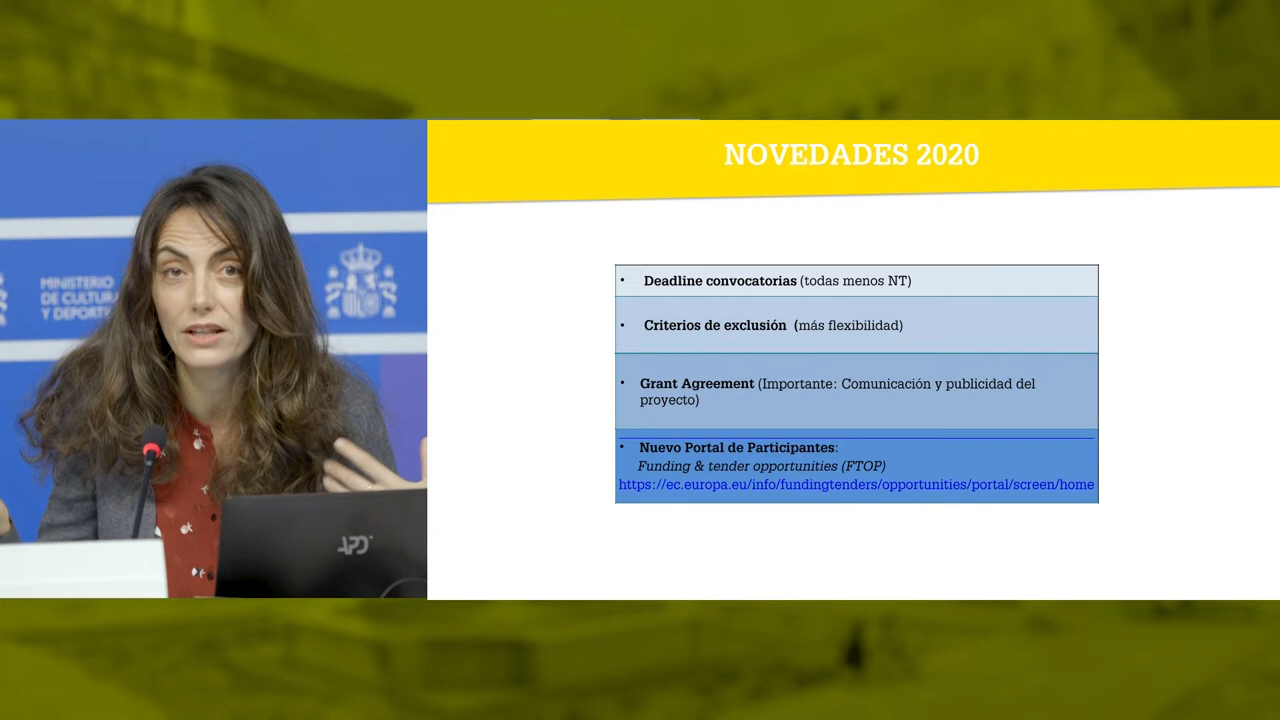 NOVEDADES 2020
MINISTERIO
DE CULTURA
Y DEPORTE
• Deadline convocatorias (todas menos NT)
• Criterios de exclusión (más flexibilidad)
• Grant Agreement (Importante: Comunicación y publicidad del
proyecto)
• Nuevo Portal de Participantes:
Funding & tender opportunities (FTOP)
https://ec.europa.eu/info/fundingtenders/opportunities/portal/screen/home
APD